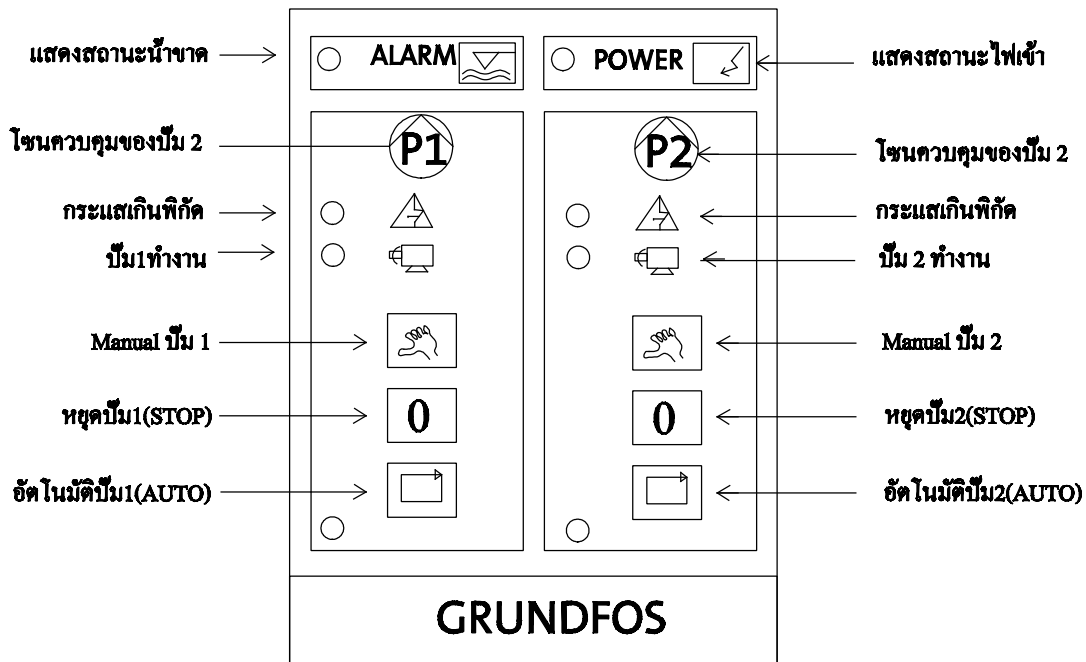 แสดงสถานะน้ำขาด
ALARM
POWER
แสดงสถานะไฟเข้า
โซนควบคุมของปั๊ม 2
P1
P2
โซนควบคุมของปั๊ม 2
กระแสเกินพิกัด
กระแสเกินพิกัด
ปั๊ม1ทำงาน
ปั๊ม 2 ทำงาน
Manual ปั๊ม 1
Manual ปั๊ม 2
หยุดปั๊ม1(STOP)
0
0
หยุดปั๊ม2(STOP)
อัตโนมัติปั๊ม1(AUTO)
อัตโนมัติปั๊ม2(AUTO)
GRUNDFOS